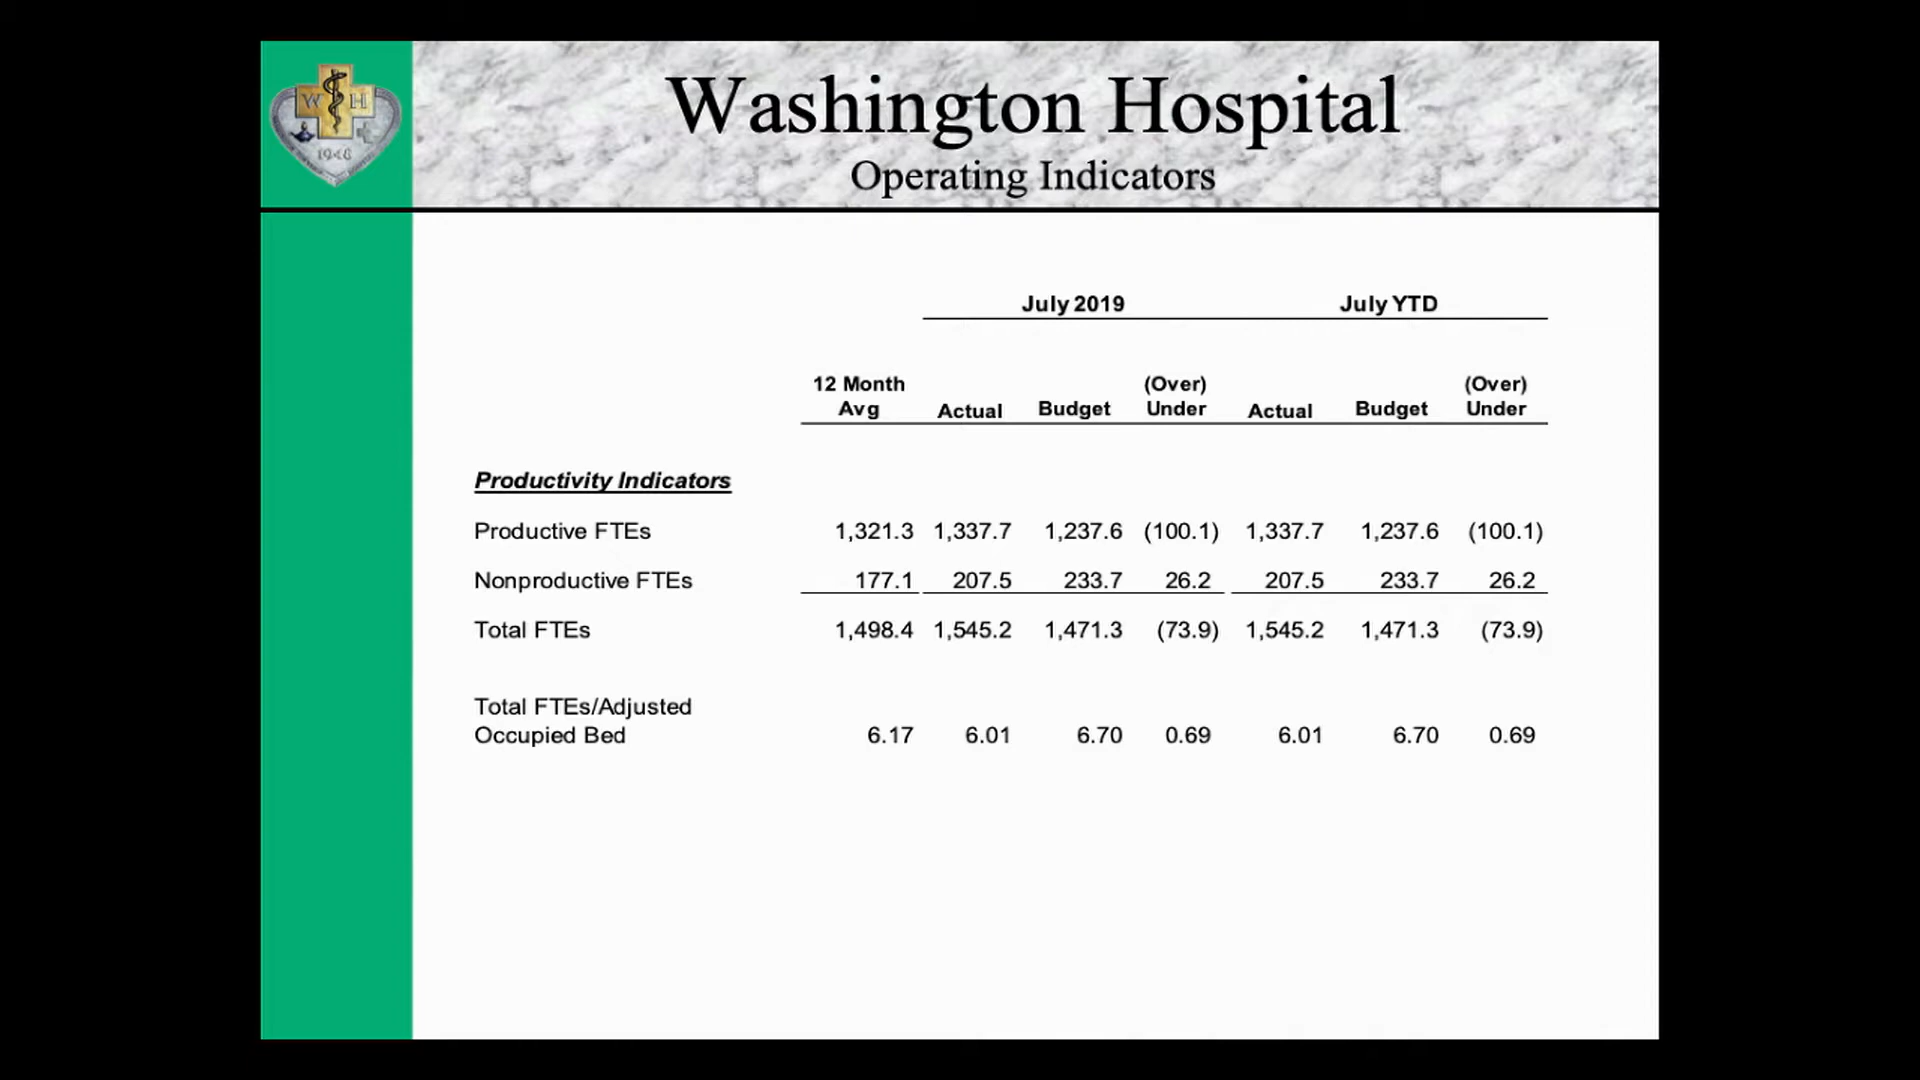 W H
1948
Washington Hospital
Operating Indicators
July 2019 July YTD
12 Month (Over) (Over)
Avg Actual Budget Under Actual Budget Under
Productivity Indicators
Productive FTEs 1,321.3 1,337.7 1,237.6 (100.1) 1,337.7 1,237.6 (100.1)
Nonproductive FTEs 177.1 207.5 233.7 26.2 207.5 233.7 26.2
Total FTEs 1,498.4 1,545.2 1,471.3 (73.9) 1,545.2 1,471.3 (73.9)
Total FTEs/Adjusted
Occupied Bed 6.17 6.01 6.70 0.69 6.01 6.70 0.69